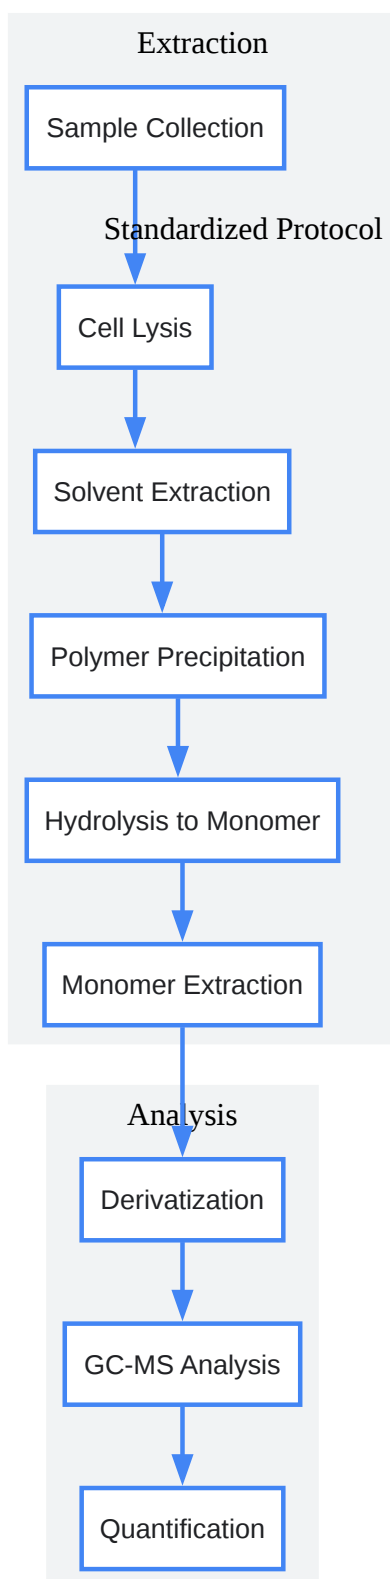 Extraction
Sample Collection
Standardized Protocol
Cell Lysis
Solvent Extraction
Polymer Precipitation
Hydrolysis to Monomer
Monomer Extraction
Analysis
Derivatization
GC-MS Analysis
Quantification